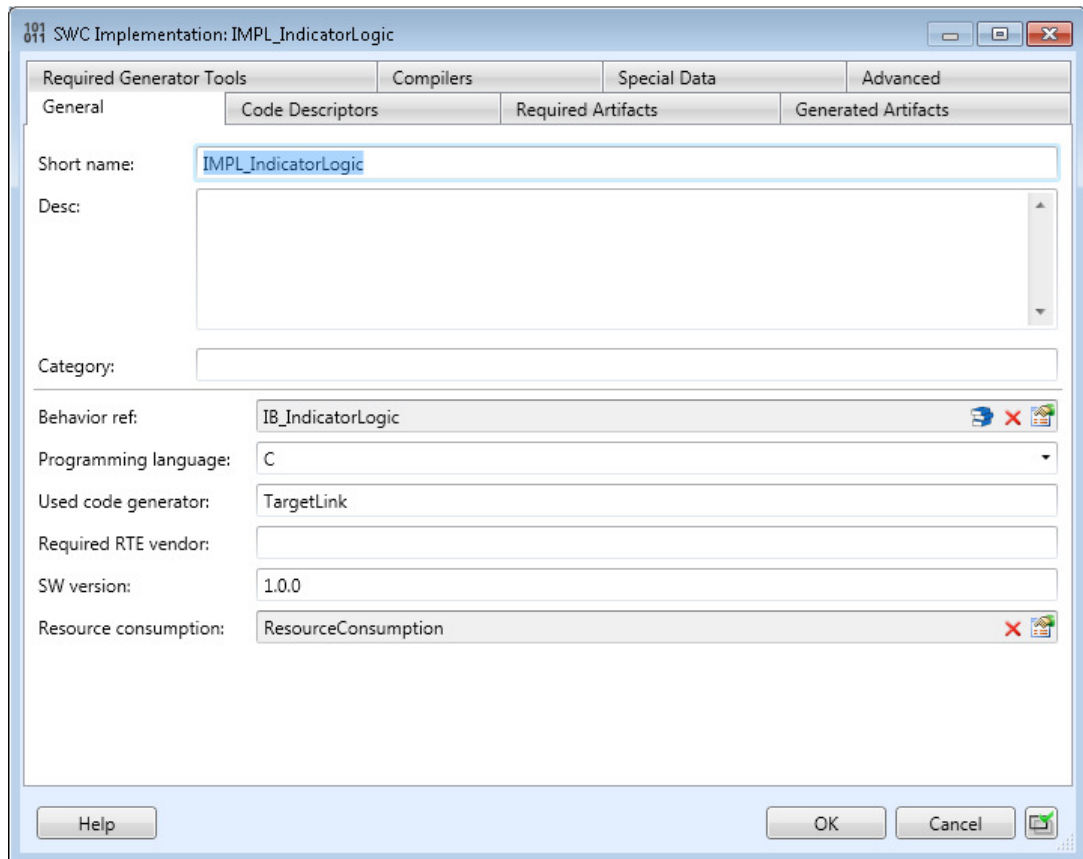 101
011 SWC Implementation: IMPL_IndicatorLogic
Required Generator Tools Compilers Special Data Advanced
General Code Descriptors Required Artifacts Generated Artifacts
Short name: IMPL_IndicatorLogic
Desc:
Category:
Behavior ref: IB_IndicatorLogic
Programming language: C
Used code generator: TargetLink
Required RTE vendor:
SW version: 1.0.0
Resource consumption: ResourceConsumption
Help OK Cancel